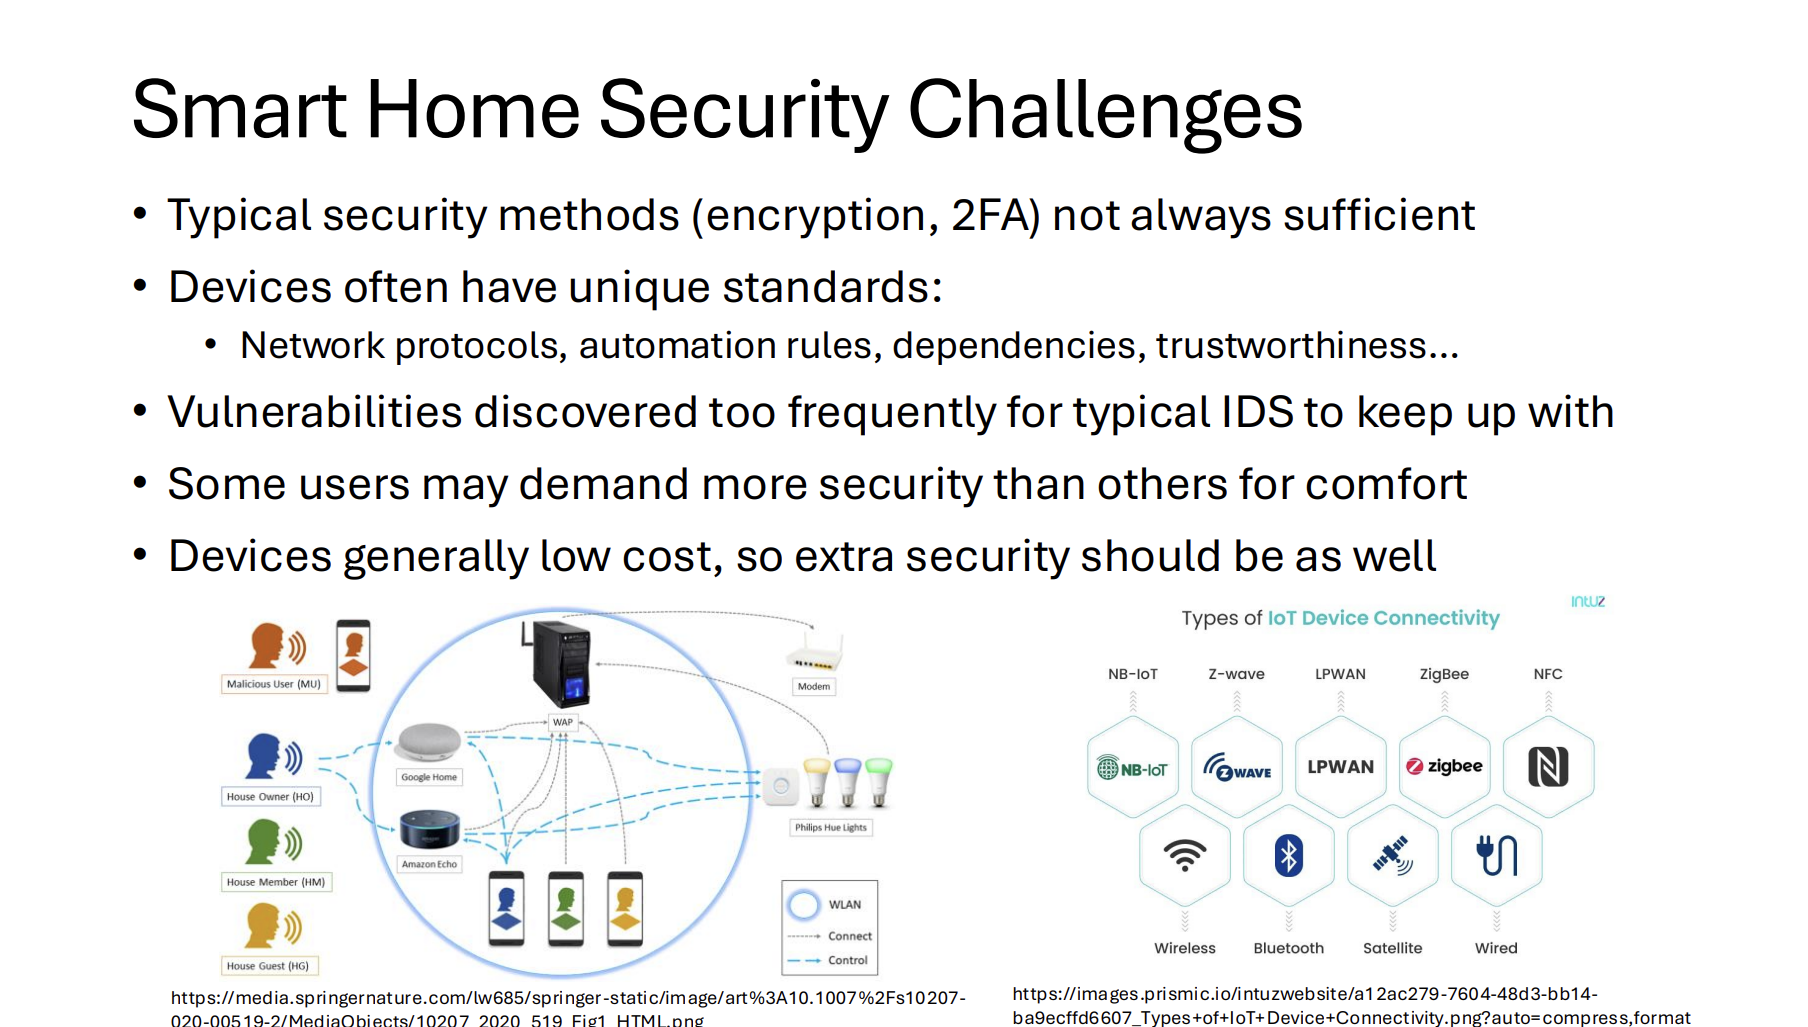 Smart Home Security Challenges
• Typical security methods (encryption, 2FA) not always sufficient
• Devices often have unique standards:
• Network protocols, automation rules, dependencies, trustworthiness...
• Vulnerabilities discovered too frequently for typical IDS to keep up with
• Some users may demand more security than others for comfort
• Devices generally low cost, so extra security should be as well
Malicious User (MU)
House Owner (HO)
House Member (HM)
House Guest (HG)
Google Home
Amazon Echo
WAP
Modem
Philips Hue Lights
WLAN
Connect
Control
https://media.springernature.com/lw685/springer-static/image/art%3A10.1007%2Fs10207-
020-00519-2/MediaObjects/10207_2020_519_Fig1_HTML.png
intuz
Types of IoT Device Connectivity
NB-IoT Z-wave LPWAN ZigBee NFC
NB-IoT Z WAVE LPWAN zigbee
Wireless Bluetooth Satellite Wired
https://images.prismic.io/intuzwebsite/a12ac279-7604-48d3-bb14-
ba9ecffd6607_Types+of+IoT+Device+Connectivity.png?auto=compress,format